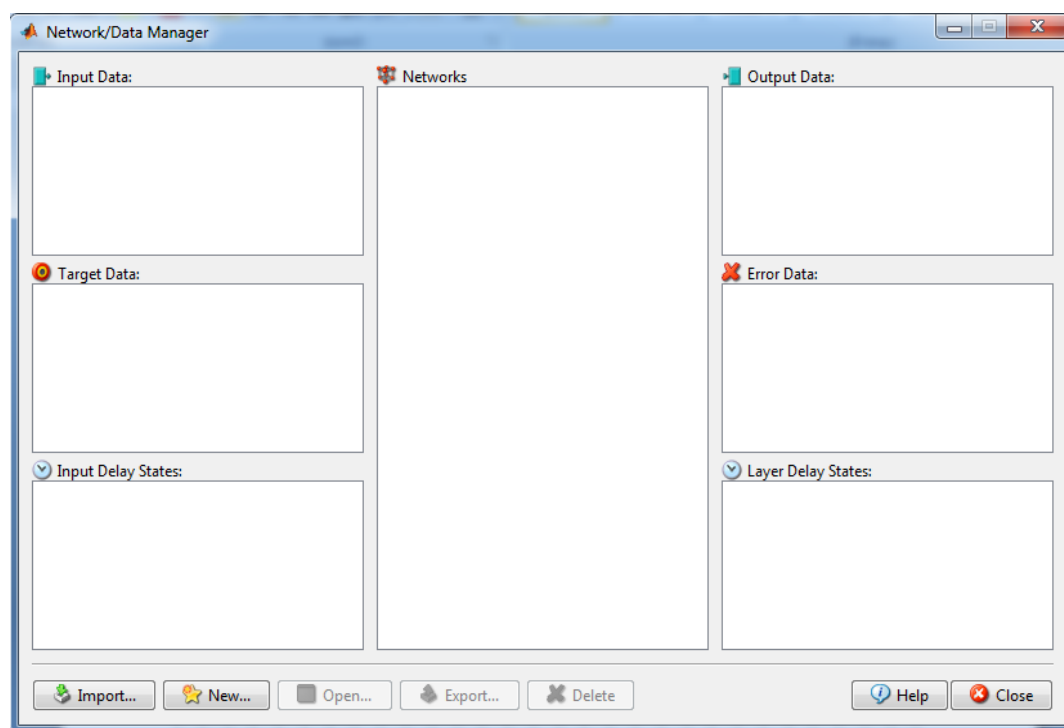 Network/Data Manager
Input Data:
Networks
Output Data:
Target Data:
Error Data:
Input Delay States:
Layer Delay States:
Import...
New...
Open...
Export...
Delete
Help
Close